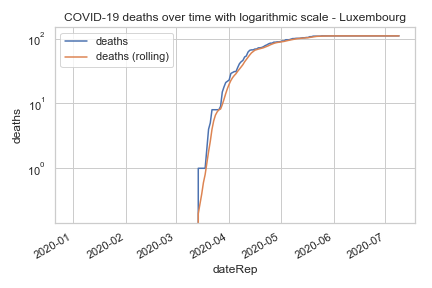 COVID-19 deaths over time with logarithmic scale - Luxembourg
deaths
deaths (rolling)
10²
10¹
10⁰
deaths
2020-01
2020-02
2020-03
2020-04
2020-05
2020-06
2020-07
dateRep